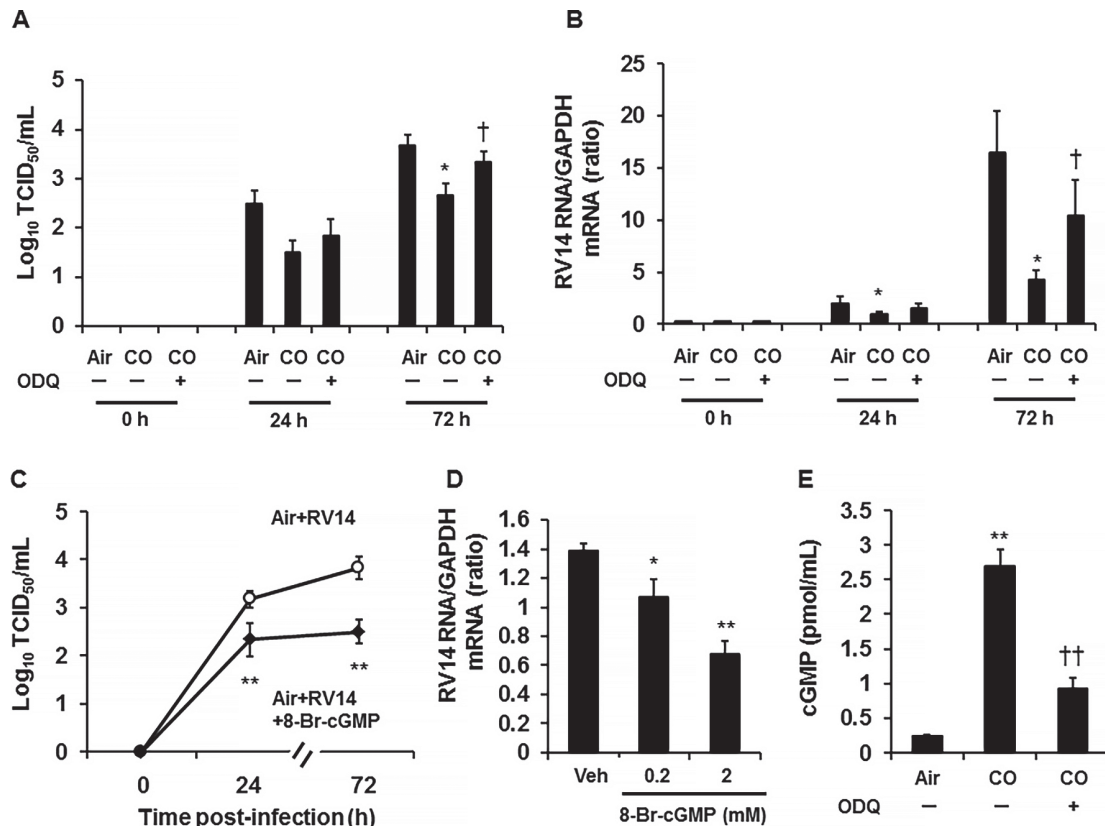 A
Log10 TCID50/mL
5
4
3
2
1
0
*
†
Air CO CO Air CO CO Air CO CO
ODQ – – + – – + – – +
0 h 24 h 72 h
B
RV14 RNA/GAPDH
mRNA (ratio)
25
20
15
10
5
0
*
*
†
Air CO CO Air CO CO Air CO CO
ODQ – – + – – + – – +
0 h 24 h 72 h
C
Log10 TCID50/mL
5
4
3
2
1
0
Air+RV14
**
**
Air+RV14
+8-Br-cGMP
0 24 72
Time post-infection (h)
D
RV14 RNA/GAPDH
mRNA (ratio)
1.6
1.4
1.2
1
0.8
0.6
0.4
0.2
0
*
**
Veh 0.2 2
8-Br-cGMP (mM)
E
cGMP (pmol/mL)
3.5
3
2.5
2
1.5
1
0.5
0
**
††
Air CO CO
ODQ – – +